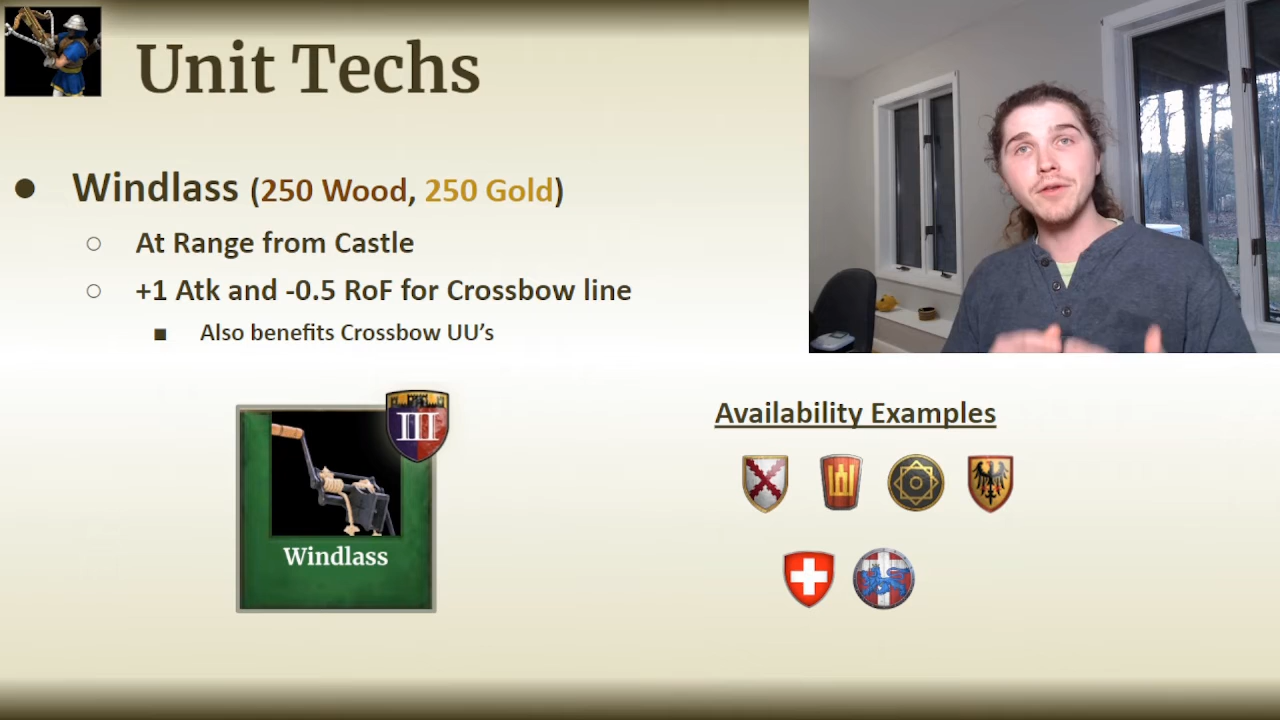 Unit Techs
Windlass (250 Wood, 250 Gold)
At Range from Castle
+1 Atk and -0.5 RoF for Crossbow line
Also benefits Crossbow UU's
III
Windlass
Availability Examples